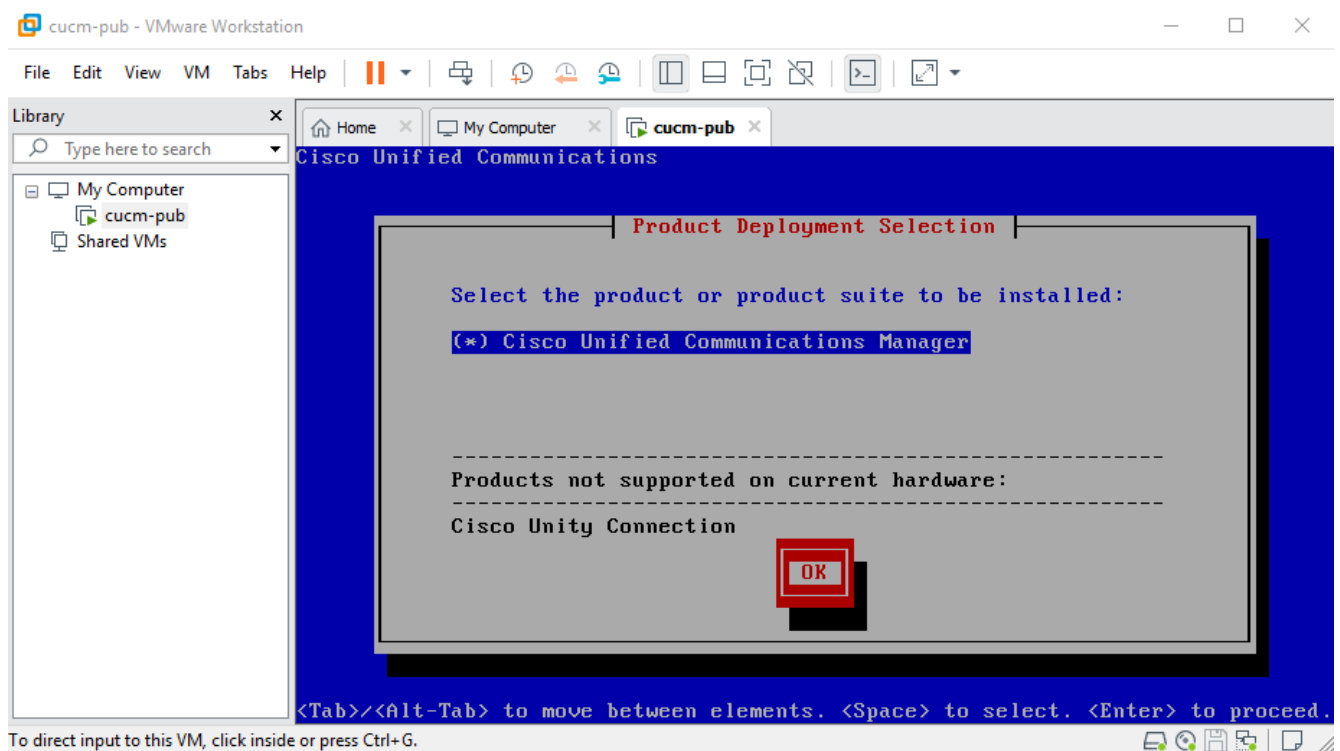 cucm-pub - VMware Workstation
File Edit View VM Tabs Help
Library
Type here to search
My Computer
cucm-pub
Shared VMs
Home My Computer cucm-pub
Cisco Unified Communications
Product Deployment Selection
Select the product or product suite to be installed:
(*) Cisco Unified Communications Manager
-------------------------------------------------------
Products not supported on current hardware:
-------------------------------------------------------
Cisco Unity Connection
OK
<Tab>/<Alt-Tab> to move between elements. <Space> to select. <Enter> to proceed.
To direct input to this VM, click inside or press Ctrl+G.